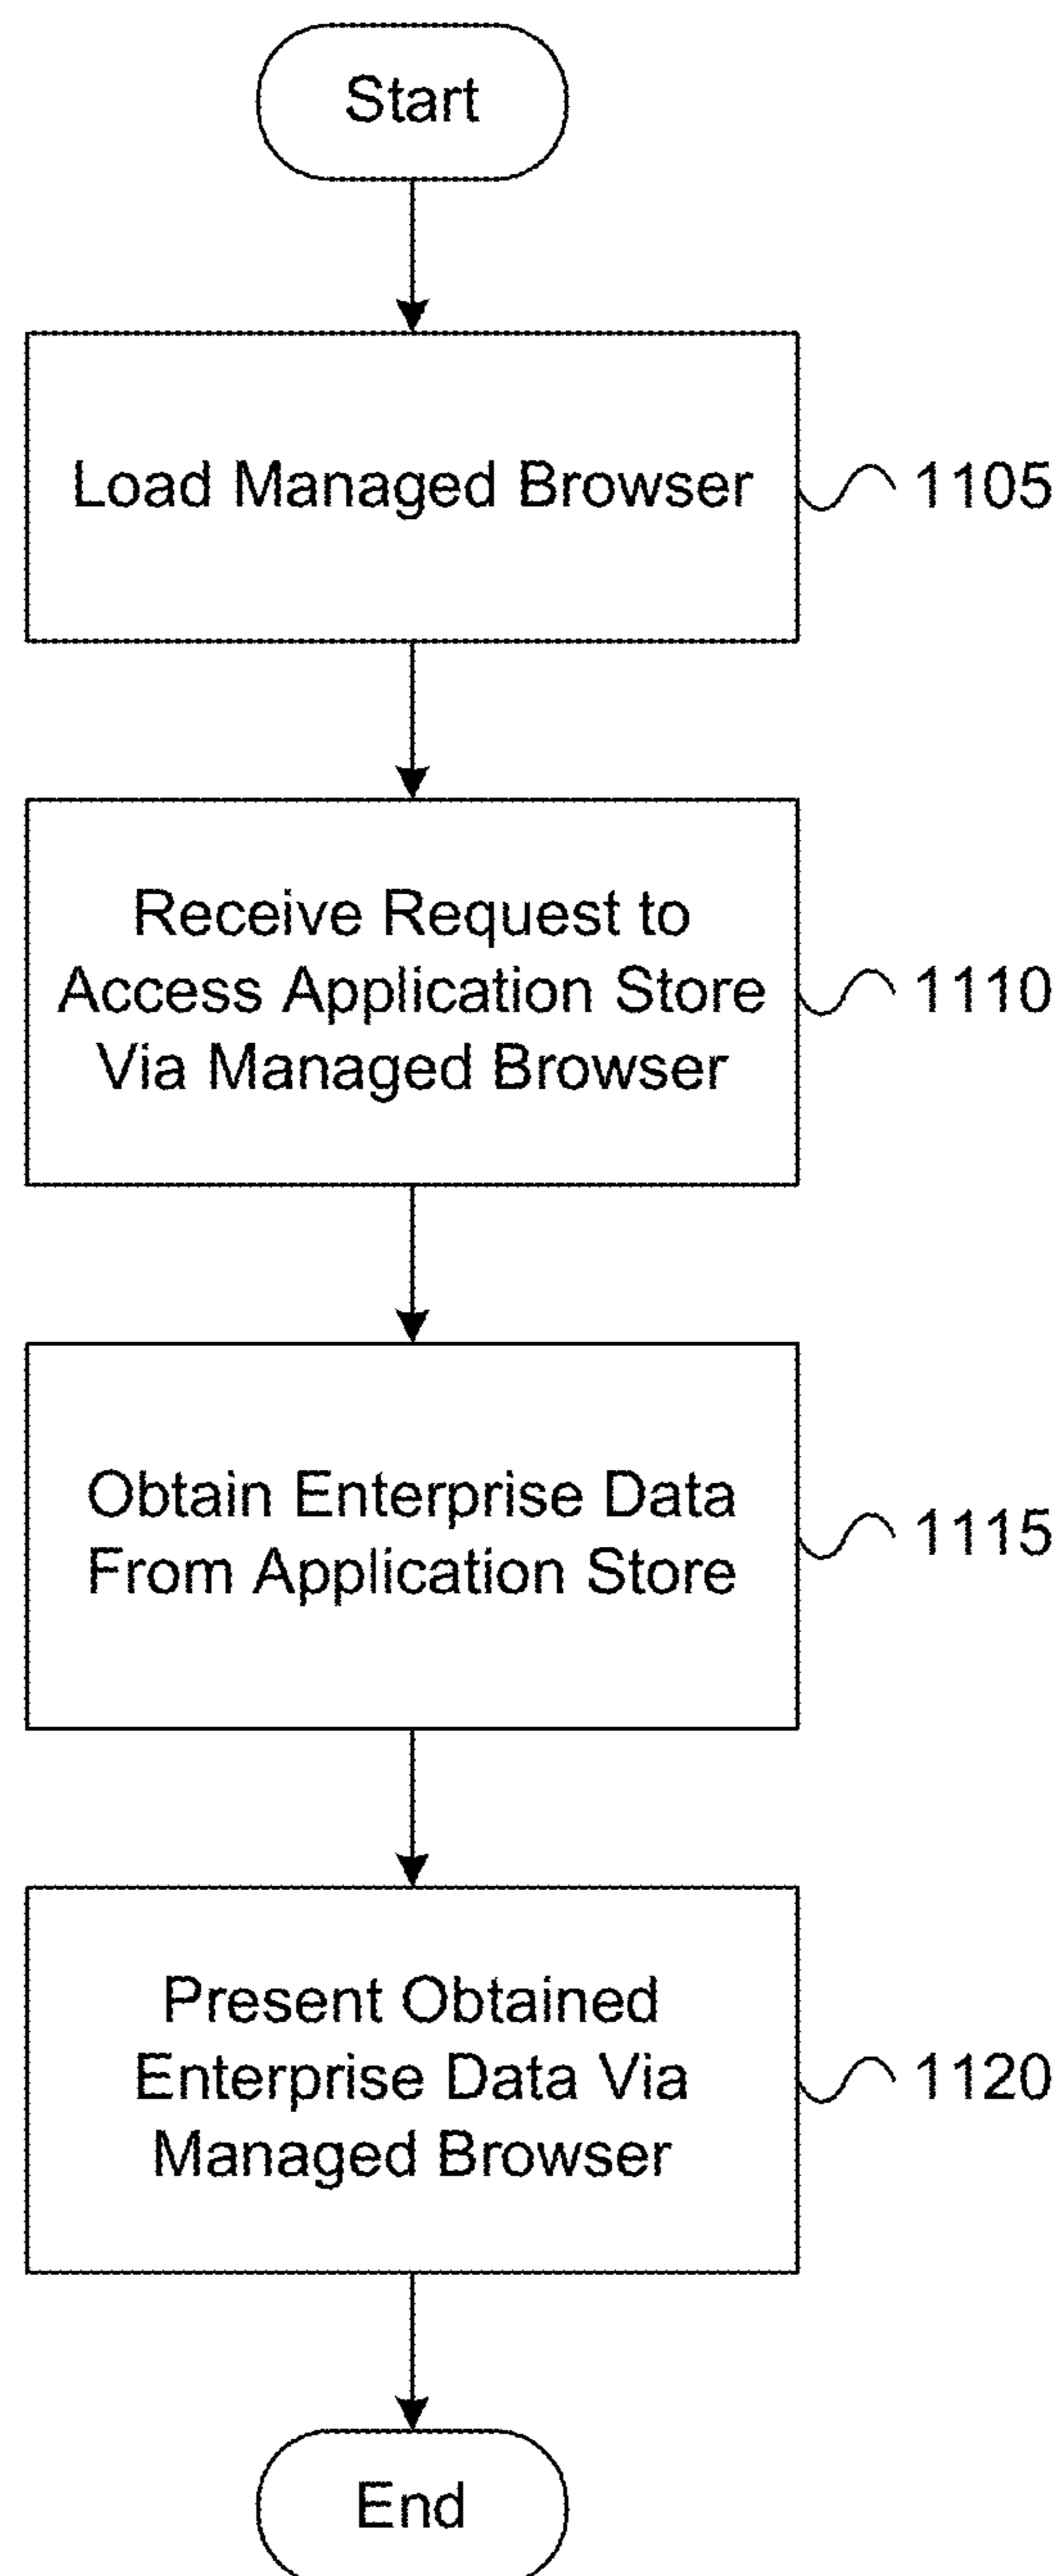 Start
Load Managed Browser
1105
Receive Request to
Access Application Store
Via Managed Browser
1110
Obtain Enterprise Data
From Application Store
1115
Present Obtained
Enterprise Data Via
Managed Browser
1120
End